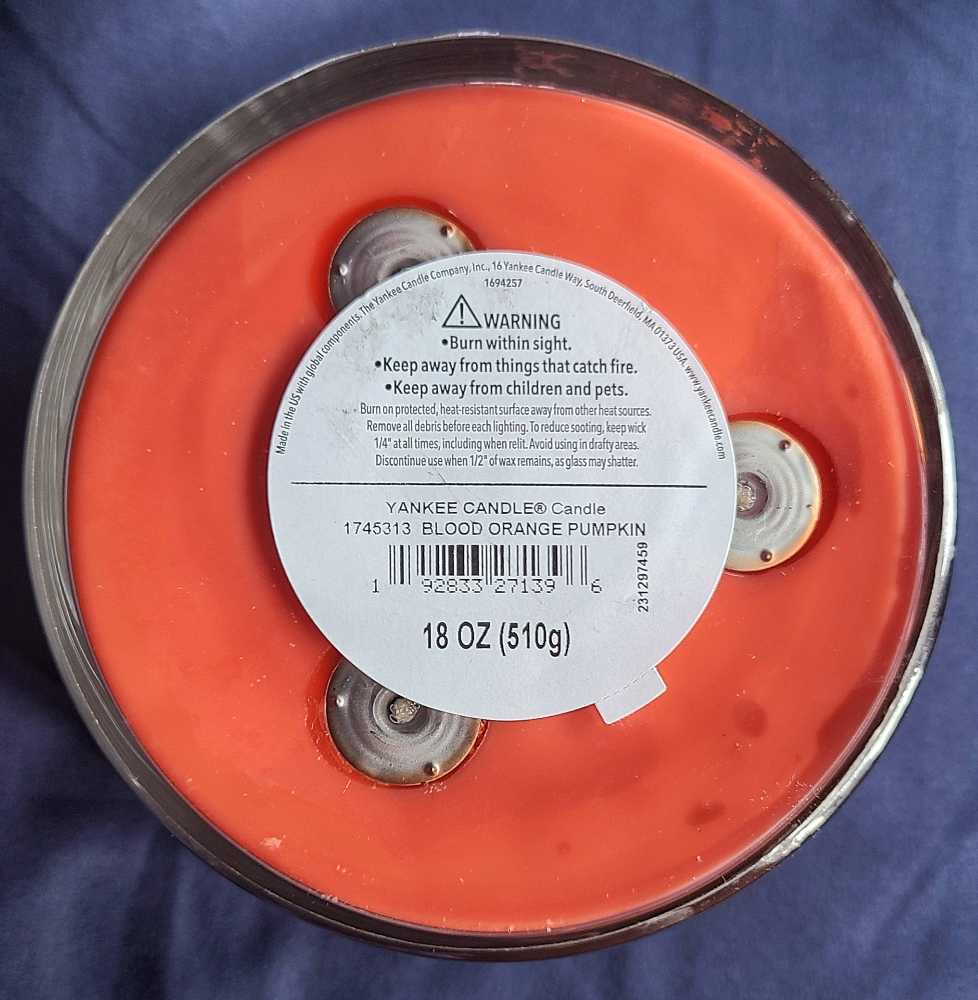 Made in the US with global components. The Yankee Candle Company, Inc., 16 Yankee Candle Way, South Deerfield, MA 01373 USA. www.yankeecandle.com
1694257
WARNING
•Burn within sight.
•Keep away from things that catch fire.
•Keep away from children and pets.
Burn on protected, heat-resistant surface away from other heat sources.
Remove all debris before each lighting. To reduce sooting, keep wick
1/4" at all times, including when relit. Avoid using in drafty areas.
Discontinue use when 1/2" of wax remains, as glass may shatter.
YANKEE CANDLE® Candle
1745313 BLOOD ORANGE PUMPKIN
1 92833 27139 6
231297459
18 OZ (510g)